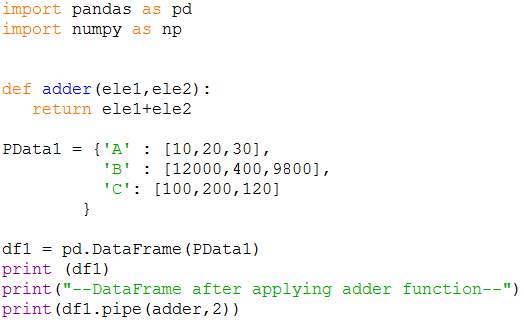 import pandas as pd
import numpy as np
def adder(ele1,ele2):
   return ele1+ele2
PData1 = {'A' : [10,20,30],
          'B' : [12000,400,9800],
          'C': [100,200,120]
        }
df1 = pd.DataFrame(PData1)
print (df1)
print("--DataFrame after applying adder function--")
print(df1.pipe(adder,2))